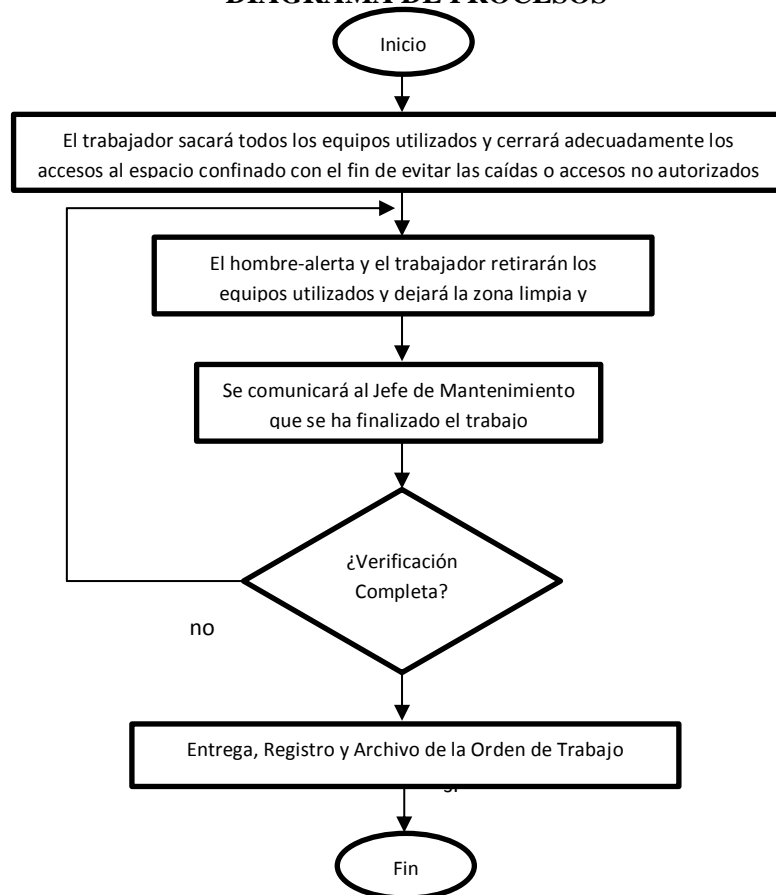 DIAGRAMA DE PROCESOS
Inicio
El trabajador sacará todos los equipos utilizados y cerrará adecuadamente los
accesos al espacio confinado con el fin de evitar las caídas o accesos no autorizados
El hombre-alerta y el trabajador retirarán los
equipos utilizados y dejará la zona limpia y
Se comunicará al Jefe de Mantenimiento
que se ha finalizado el trabajo
¿Verificación
Completa?
no
Entrega, Registro y Archivo de la Orden de Trabajo
Fin